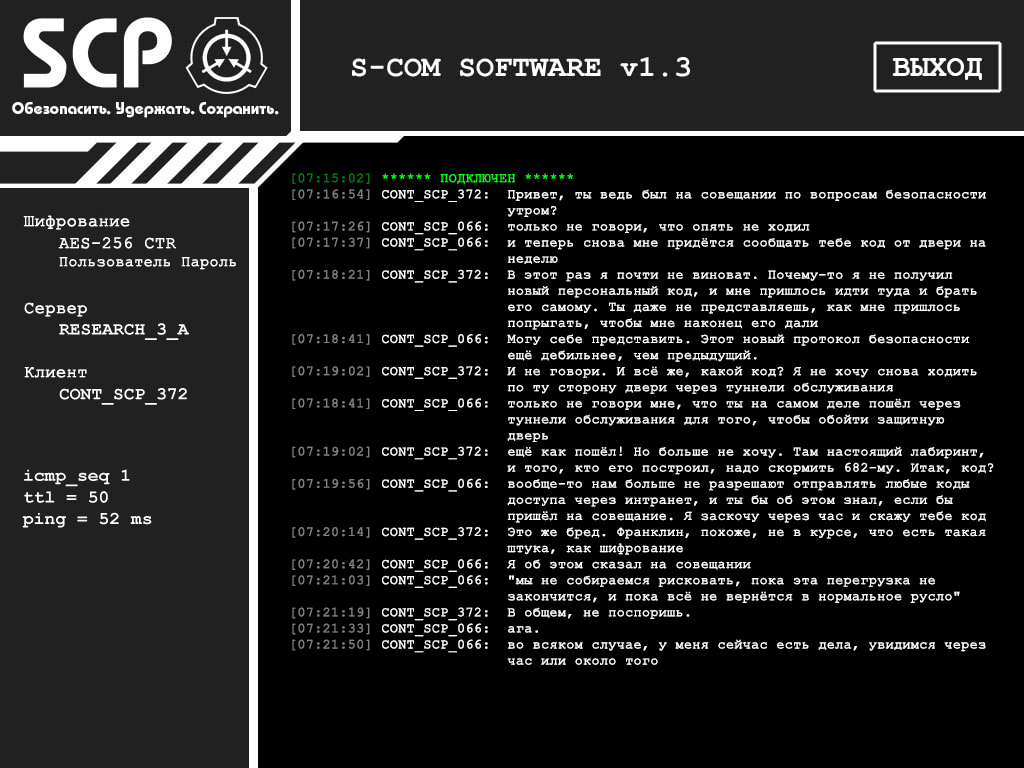 SCP
Обезопасить. Удержать. Сохранить.
S-COM SOFTWARE v1.3
ВЫХОД
Шифрование
AES-256 CTR
Пользователь Пароль
Сервер
RESEARCH_3_A
Клиент
CONT_SCP_372
icmp_seq 1
ttl = 50
ping = 52 ms
[07:15:02] ****** ПОДКЛЮЧЕН ******
[07:16:54] CONT_SCP_372: Привет, ты ведь был на совещании по вопросам безопасности
утром?
[07:17:26] CONT_SCP_066: только не говори, что опять не ходил
[07:17:37] CONT_SCP_066: и теперь снова мне придётся сообщать тебе код от двери на
неделю
[07:18:21] CONT_SCP_372: В этот раз я почти не виноват. Почему-то я не получил
новый персональный код, и мне пришлось идти туда и брать
его самому. Ты даже не представляешь, как мне пришлось
попрыгать, чтобы мне наконец его дали
[07:18:41] CONT_SCP_066: Могу себе представить. Этот новый протокол безопасности
ещё дебильнее, чем предыдущий.
[07:19:02] CONT_SCP_372: И не говори. И всё же, какой код? Я не хочу снова ходить
по ту сторону двери через туннели обслуживания
[07:18:41] CONT_SCP_066: только не говори мне, что ты на самом деле пошёл через
туннели обслуживания для того, чтобы обойти защитную
дверь
[07:19:02] CONT_SCP_372: ещё как пошёл! Но больше не хочу. Там настоящий лабиринт,
и того, кто его построил, надо скормить 682-му. Итак, код?
[07:19:56] CONT_SCP_066: вообще-то нам больше не разрешают отправлять любые коды
доступа через интранет, и ты бы об этом знал, если бы
пришёл на совещание. Я заскочу через час и скажу тебе код
[07:20:14] CONT_SCP_372: Это же бред. Франклин, похоже, не в курсе, что есть такая
штука, как шифрование
[07:20:42] CONT_SCP_066: Я об этом сказал на совещании
[07:21:03] CONT_SCP_066: "мы не собираемся рисковать, пока эта перегрузка не
закончится, и пока всё не вернётся в нормальное русло"
[07:21:19] CONT_SCP_372: В общем, не поспоришь.
[07:21:33] CONT_SCP_066: ага.
[07:21:50] CONT_SCP_066: во всяком случае, у меня сейчас есть дела, увидимся через
час или около того